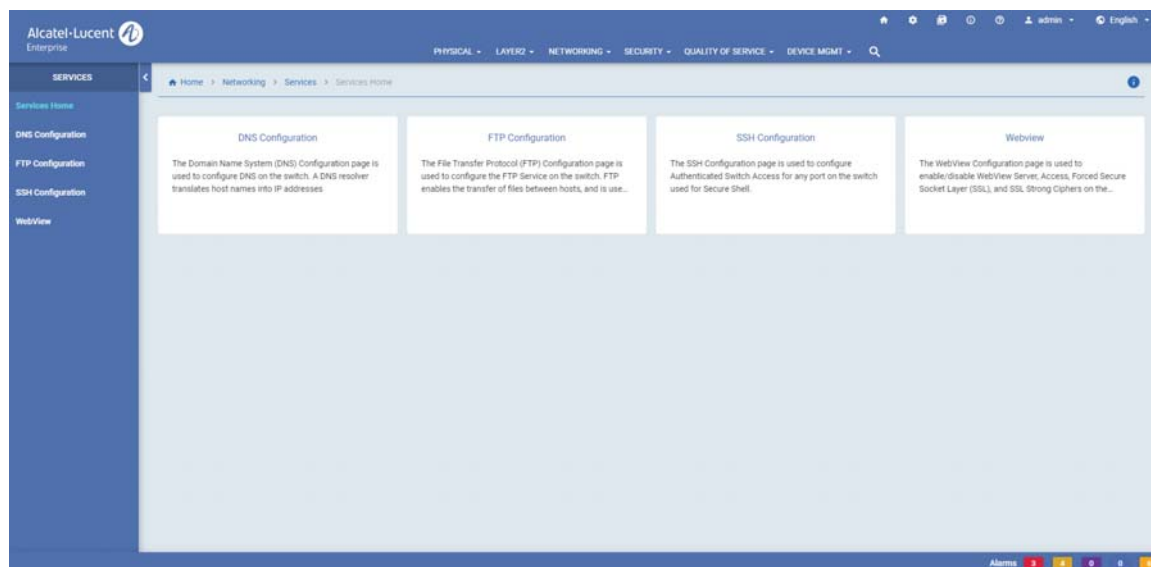 Alcatel·Lucent
Enterprise
admin
English
PHYSICAL LAYER2 NETWORKING SECURITY QUALITY OF SERVICE DEVICE MGMT
SERVICES
Home > Networking > Services > Services Home
Services Home
DNS Configuration
FTP Configuration
SSH Configuration
WebView
DNS Configuration
The Domain Name System (DNS) Configuration page is
used to configure DNS on the switch. A DNS resolver
translates host names into IP addresses
FTP Configuration
The File Transfer Protocol (FTP) Configuration page is
used to configure the FTP Service on the switch. FTP
enables the transfer of files between hosts, and is use...
SSH Configuration
The SSH Configuration page is used to configure
Authenticated Switch Access for any port on the switch
used for Secure Shell.
Webview
The WebView Configuration page is used to
enable/disable WebView Server, Access, Forced Secure
Socket Layer (SSL), and SSL Strong Ciphers on the...
Alarms 3 4 0 0